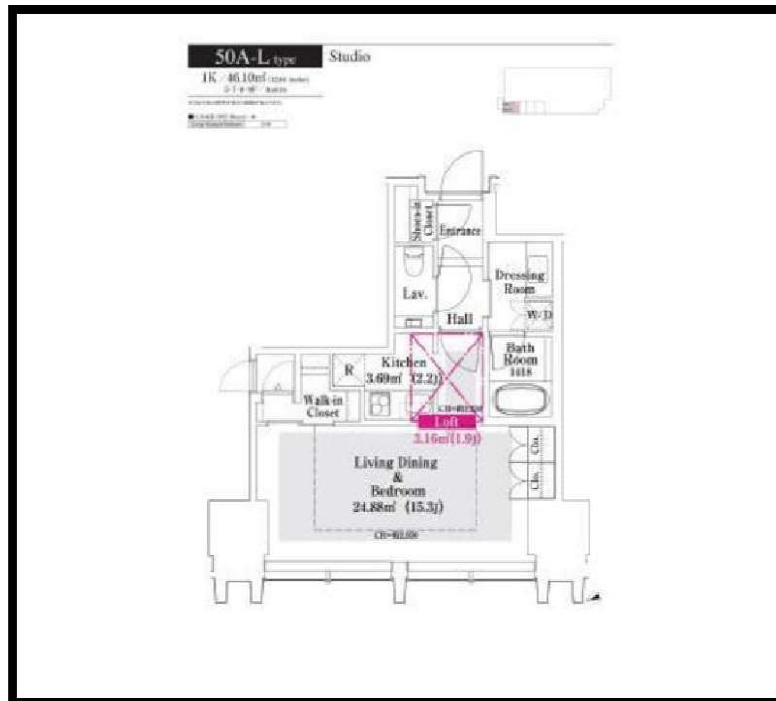 50A-L type
Studio
1K / 46.10㎡
Shoes-in
Closet
Entrance
Lav.
Dressing
Room
Hall
W/D
Bath
Room
1418
Kitchen
3.69㎡ (2.2j)
R
Walk-in
Closet
Loft
3.16㎡(1.9j)
Clo.
Clo.
Living Dining
&
Bedroom
24.88㎡ (15.3j)